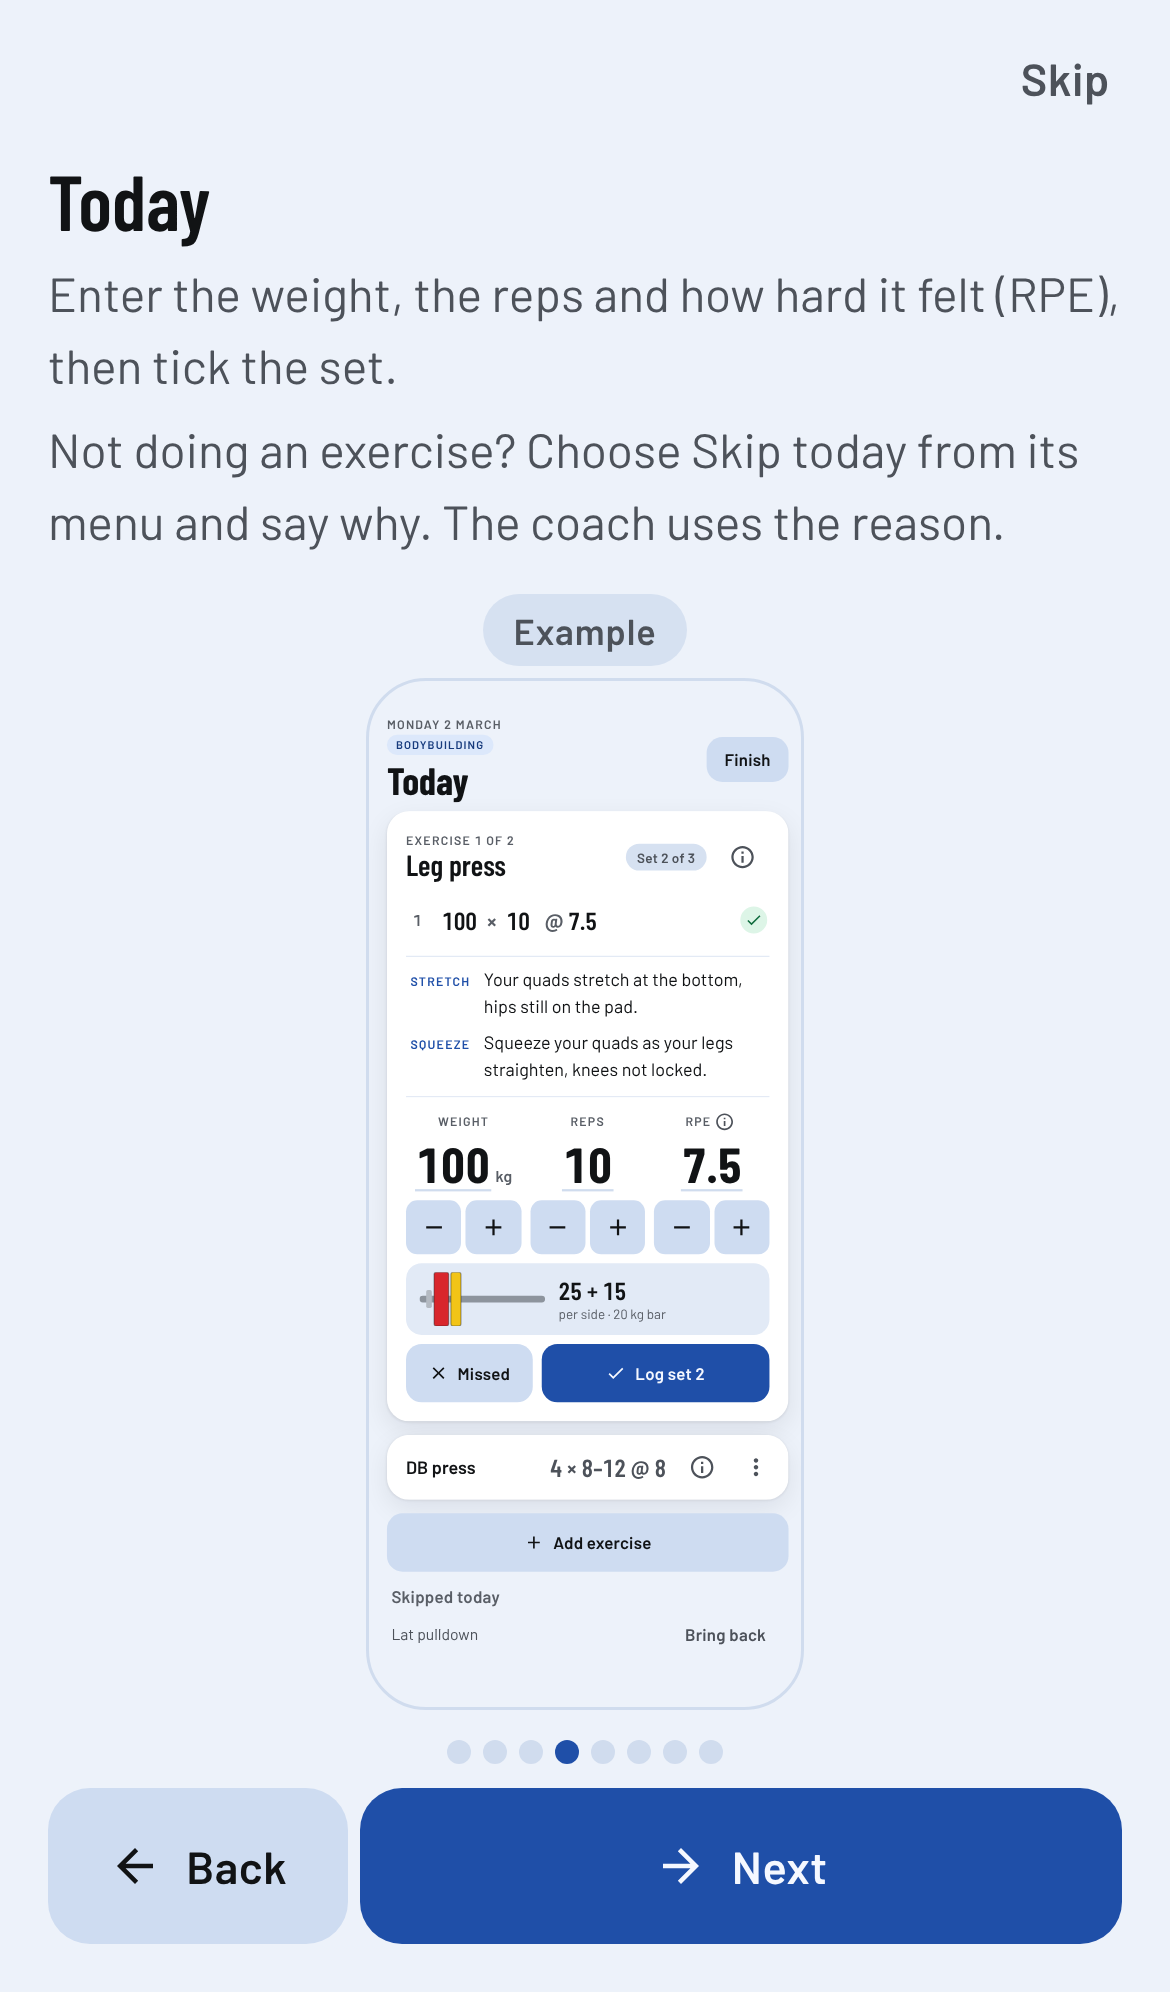 Skip
Today
Enter the weight, the reps and how hard it felt (RPE),
then tick the set.
Not doing an exercise? Choose Skip today from its
menu and say why. The coach uses the reason.
Example
MONDAY 2 MARCH
BODYBUILDING
Today
Finish
EXERCISE 1 OF 2
Leg press
Set 2 of 3
1 100 × 10 @ 7.5
STRETCH Your quads stretch at the bottom,
hips still on the pad.
SQUEEZE Squeeze your quads as your legs
straighten, knees not locked.
WEIGHT REPS RPE
100 kg 10 7.5
− + − + − +
25 + 15
per side · 20 kg bar
Missed Log set 2
DB press 4 × 8–12 @ 8
+ Add exercise
Skipped today
Lat pulldown Bring back
Back Next